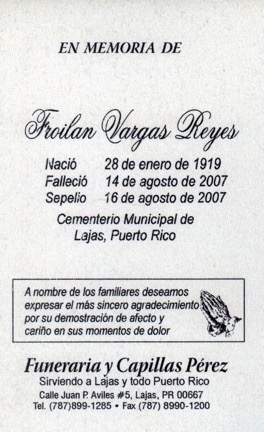 EN MEMORIA DE
Froilan Vargas Reyes
Nació 28 de enero de 1919
Falleció 14 de agosto de 2007
Sepelio 16 de agosto de 2007
Cementerio Municipal de
Lajas, Puerto Rico
A nombre de los familiares deseamos
expresar el más sincero agradecimiento
por su demostración de afecto y
cariño en sus momentos de dolor
Funeraria y Capillas Pérez
Sirviendo a Lajas y todo Puerto Rico
Calle Juan P. Aviles #5, Lajas, PR 00667
Tel. (787)899-1285 • Fax (787) 8990-1200